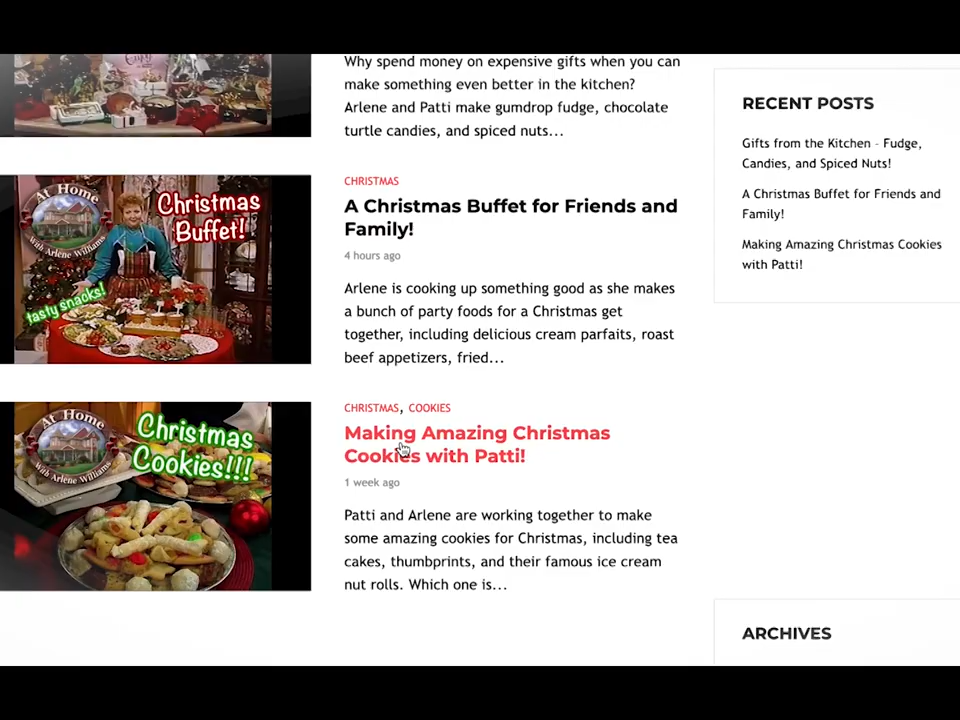 Enjoy
Why spend money on expensive gifts when you can
make something even better in the kitchen?
Arlene and Patti make gumdrop fudge, chocolate
turtle candies, and spiced nuts...
At Home
With Arlene Williams
Christmas
Buffet!
tasty snacks!
CHRISTMAS
A Christmas Buffet for Friends and
Family!
4 hours ago
Arlene is cooking up something good as she makes
a bunch of party foods for a Christmas get
together, including delicious cream parfaits, roast
beef appetizers, fried...
At Home
With Arlene Williams
Christmas
Cookies!!!
CHRISTMAS, COOKIES
Making Amazing Christmas
Cookies with Patti!
1 week ago
Patti and Arlene are working together to make
some amazing cookies for Christmas, including tea
cakes, thumbprints, and their famous ice cream
nut rolls. Which one is...
RECENT POSTS
Gifts from the Kitchen – Fudge,
Candies, and Spiced Nuts!
A Christmas Buffet for Friends and
Family!
Making Amazing Christmas Cookies
with Patti!
ARCHIVES